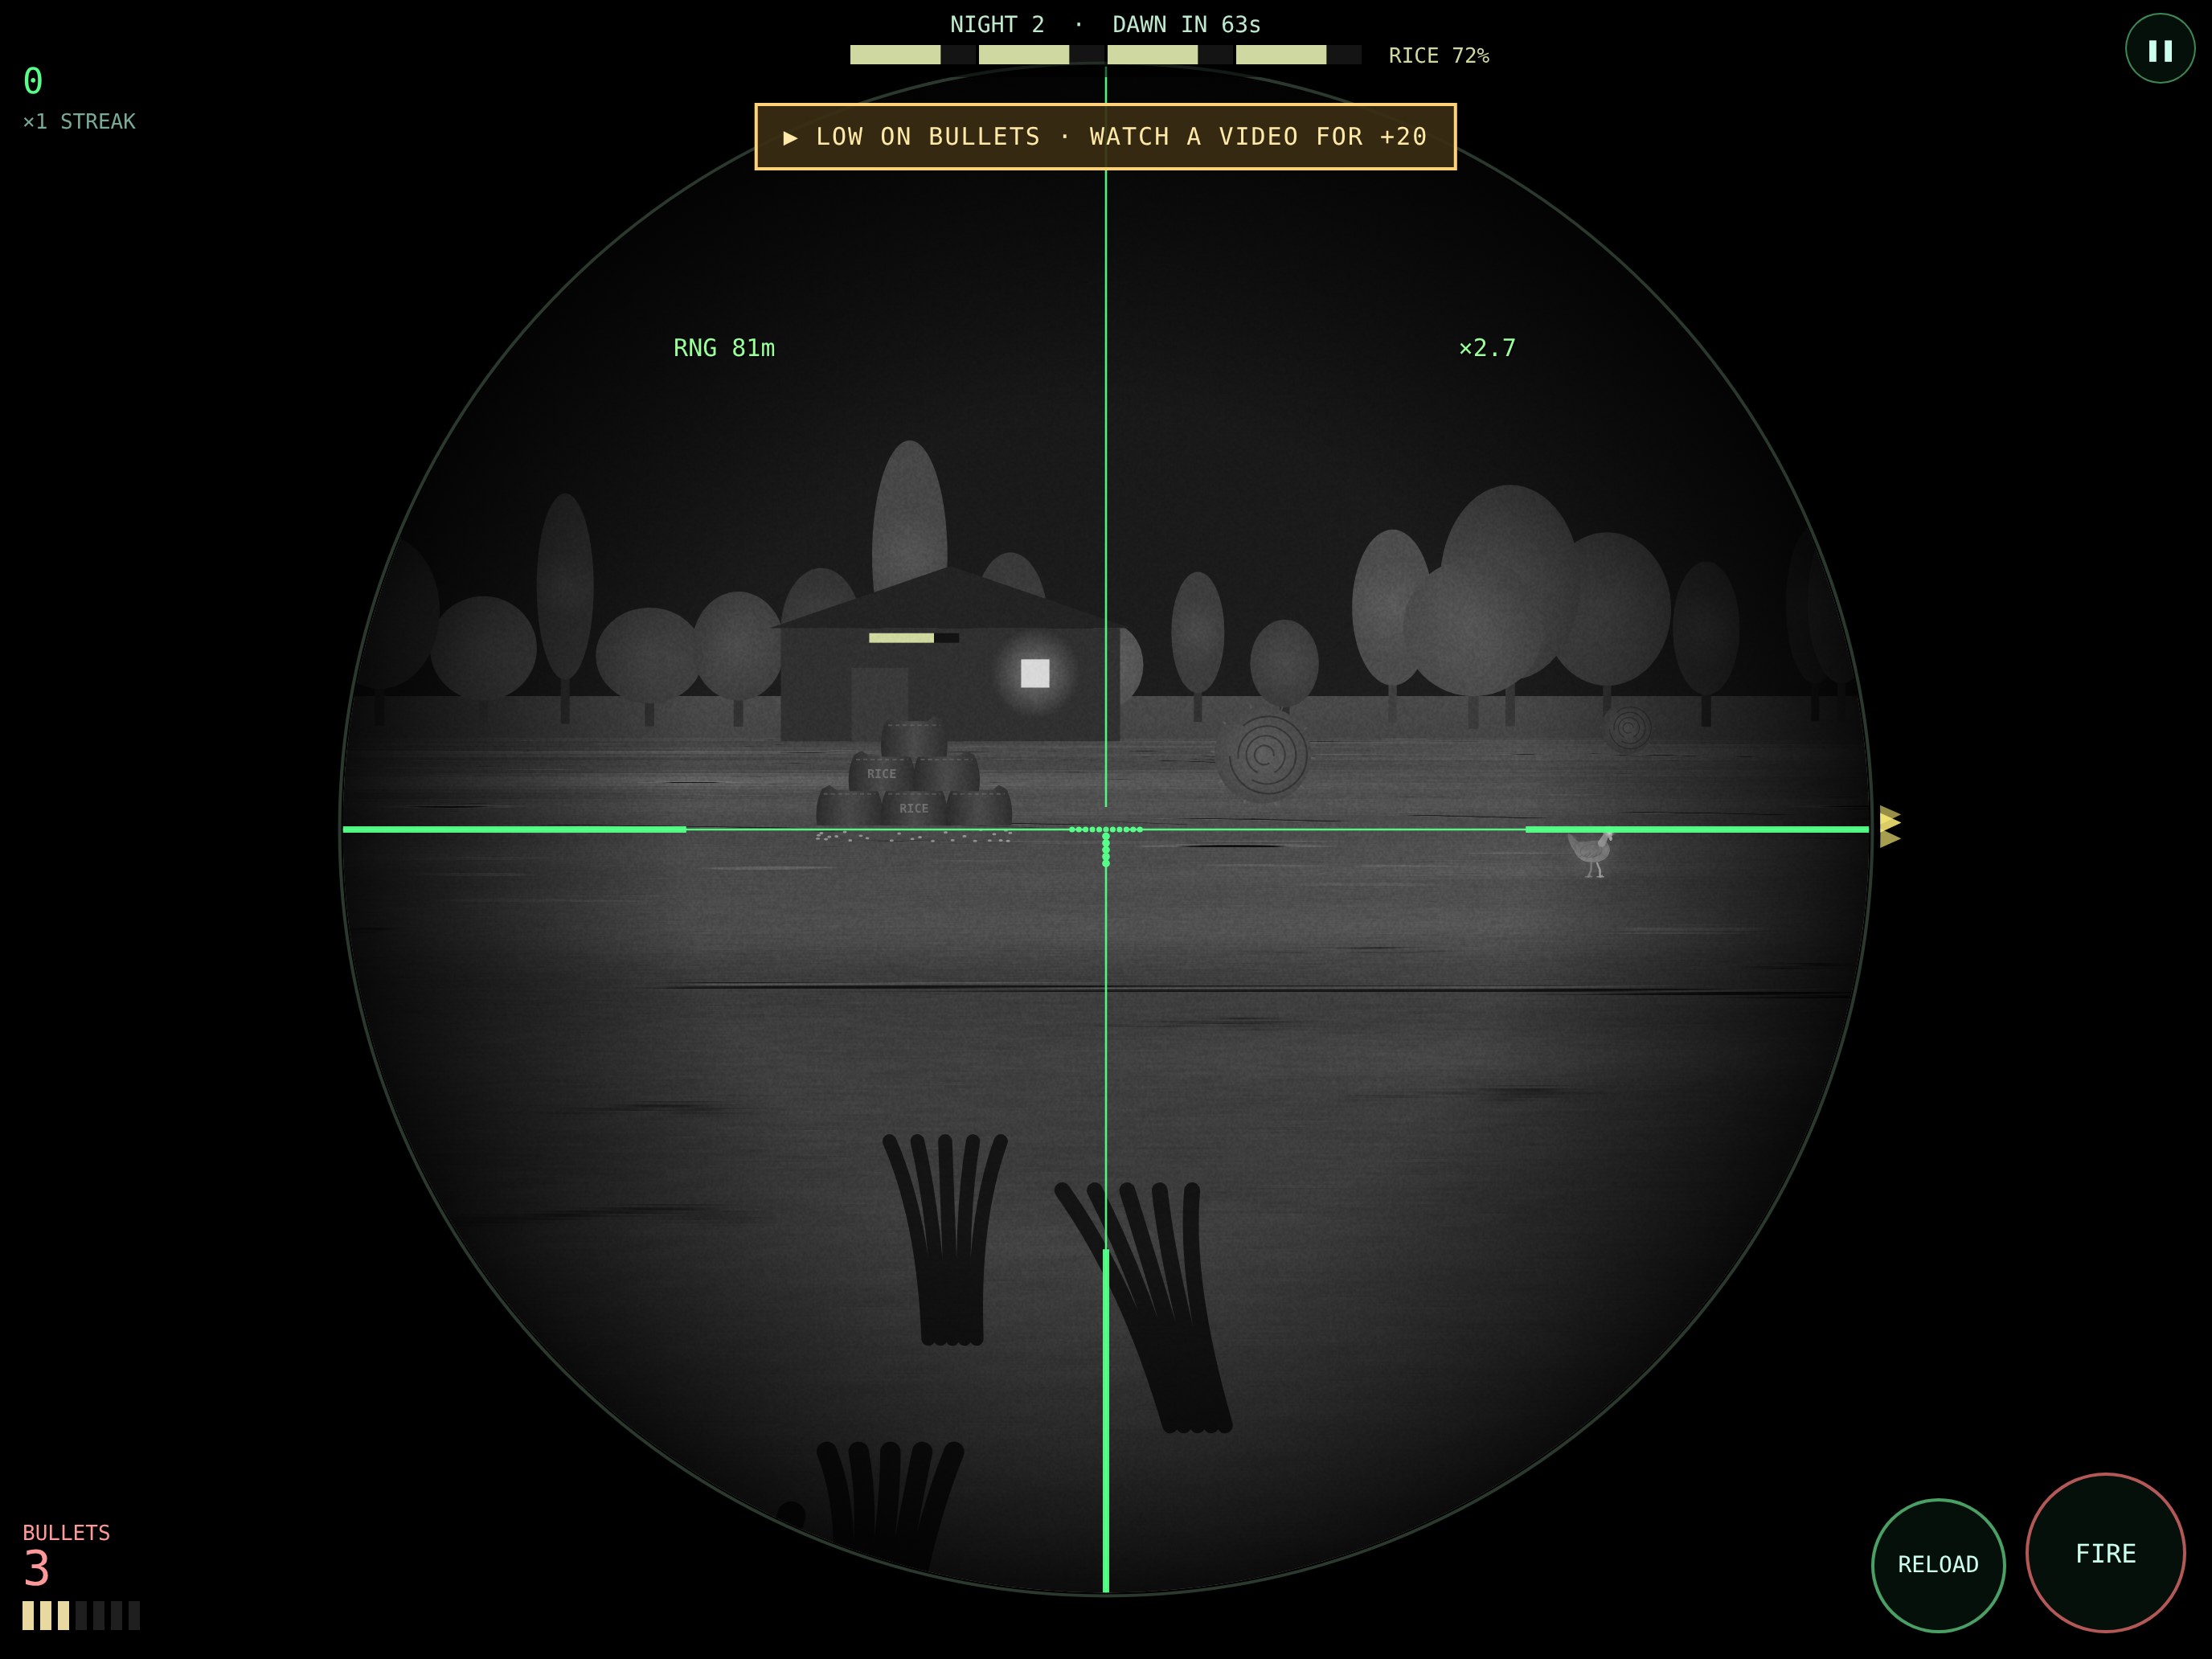 NIGHT 2 · DAWN IN 63s
RICE 72%
0
×1 STREAK
▶ LOW ON BULLETS · WATCH A VIDEO FOR +20
RNG 81m
×2.7
RICE
RICE
BULLETS
3
RELOAD
FIRE